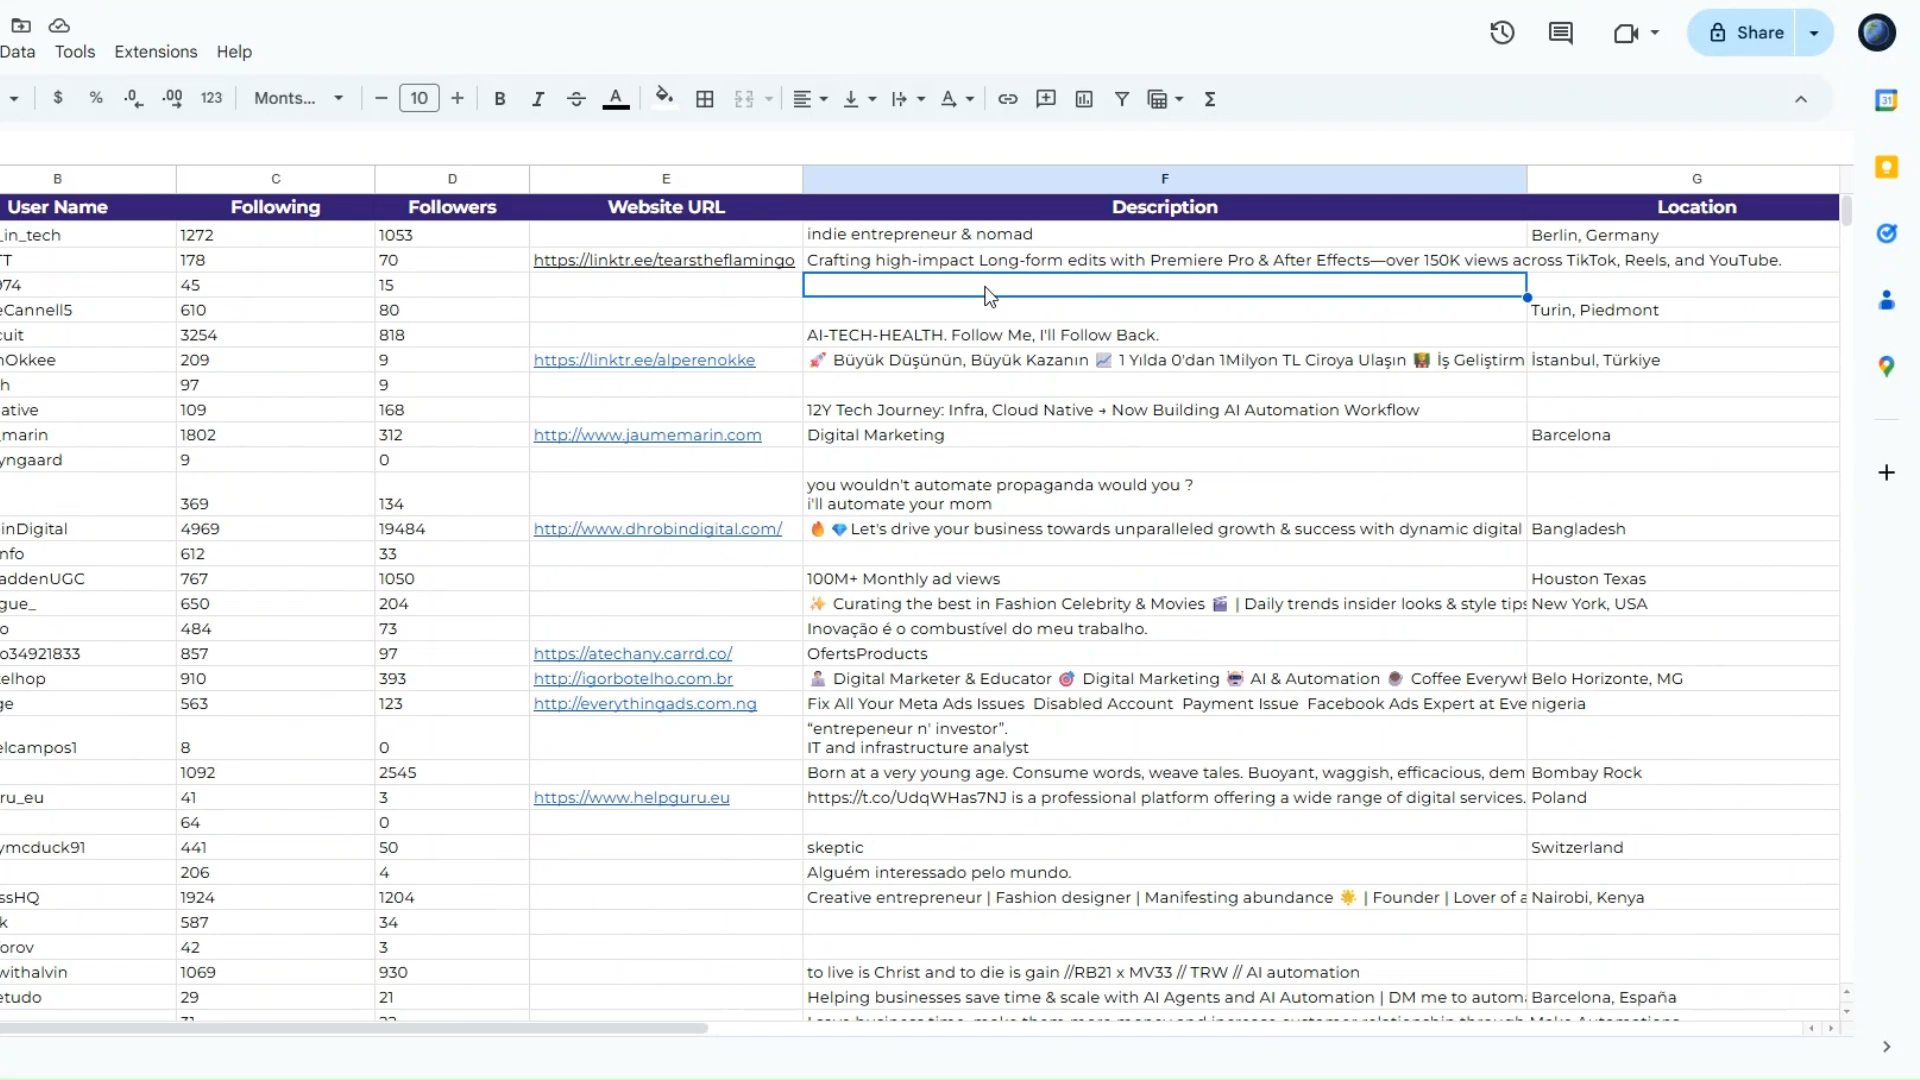 Data Tools Extensions Help
Share
$ % .0 .00 123 Monts... 10 B I A
31
B C D E F G
User Name Following Followers Website URL Description Location
_in_tech 1272 1053 indie entrepreneur & nomad Berlin, Germany
TT 178 70 https://linktr.ee/tearstheflamingo Crafting high-impact Long-form edits with Premiere Pro & After Effects—over 150K views across TikTok, Reels, and YouTube.
974 45 15
eCannell5 610 80 Turin, Piedmont
cuit 3254 818 AI-TECH-HEALTH. Follow Me, I'll Follow Back.
nOkkee 209 9 https://linktr.ee/alperenokke 🚀 Büyük Düşünün, Büyük Kazanın 📈 1 Yılda 0'dan 1Milyon TL Ciroya Ulaşın İş Geliştirm İstanbul, Türkiye
h 97 9
ative 109 168 12Y Tech Journey: Infra, Cloud Native → Now Building AI Automation Workflow
_marin 1802 312 http://www.jaumemarin.com Digital Marketing Barcelona
yngaard 9 0
you wouldn't automate propaganda would you ?
369 134 i'll automate your mom
inDigital 4969 19484 http://www.dhrobindigital.com/ 🔥 💎 Let's drive your business towards unparalleled growth & success with dynamic digital Bangladesh
nfo 612 33
addenUGC 767 1050 100M+ Monthly ad views Houston Texas
gue_ 650 204 ✨ Curating the best in Fashion Celebrity & Movies 🎬 | Daily trends insider looks & style tips New York, USA
o 484 73 Inovação é o combustível do meu trabalho.
o34921833 857 97 https://atechany.carrd.co/ OfertsProducts
elhop 910 393 http://igorbotelho.com.br Digital Marketer & Educator 🎯 Digital Marketing AI & Automation Coffee Everywh Belo Horizonte, MG
ge 563 123 http://everythingads.com.ng Fix All Your Meta Ads Issues Disabled Account Payment Issue Facebook Ads Expert at Eve nigeria
“entrepeneur n' investor”.
elcampos1 8 0 IT and infrastructure analyst
1092 2545 Born at a very young age. Consume words, weave tales. Buoyant, waggish, efficacious, dem Bombay Rock
ru_eu 41 3 https://www.helpguru.eu https://t.co/UdqWHas7NJ is a professional platform offering a wide range of digital services. Poland
64 0
ymcduck91 441 50 skeptic Switzerland
206 4 Alguém interessado pelo mundo.
ssHQ 1924 1204 Creative entrepreneur | Fashion designer | Manifesting abundance 🌟 | Founder | Lover of a Nairobi, Kenya
k 587 34
orov 42 3
withalvin 1069 930 to live is Christ and to die is gain //RB21 x MV33 // TRW // AI automation
etudo 29 21 Helping businesses save time & scale with AI Agents and AI Automation | DM me to autom Barcelona, España